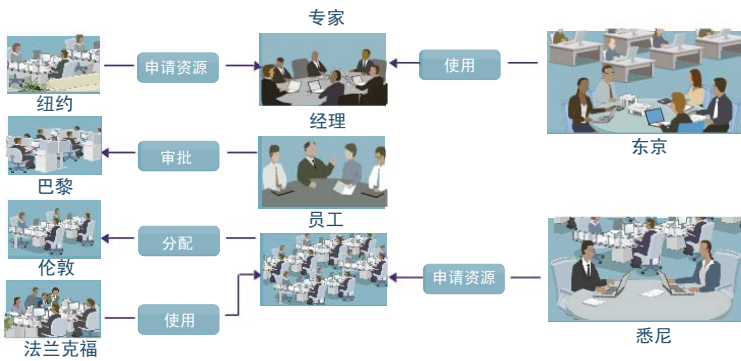 专家
纽约
申请资源
使用
经理
东京
巴黎
审批
员工
伦敦
分配
申请资源
法兰克福
使用
悉尼